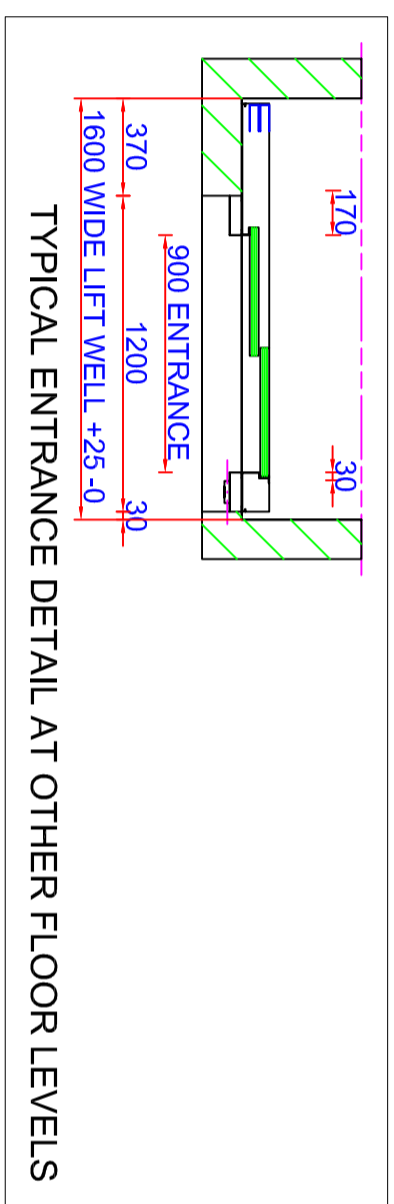 170
30
900 ENTRANCE
370
1200
30
1600 WIDE LIFT WELL +25 -0
TYPICAL ENTRANCE DETAIL AT OTHER FLOOR LEVELS